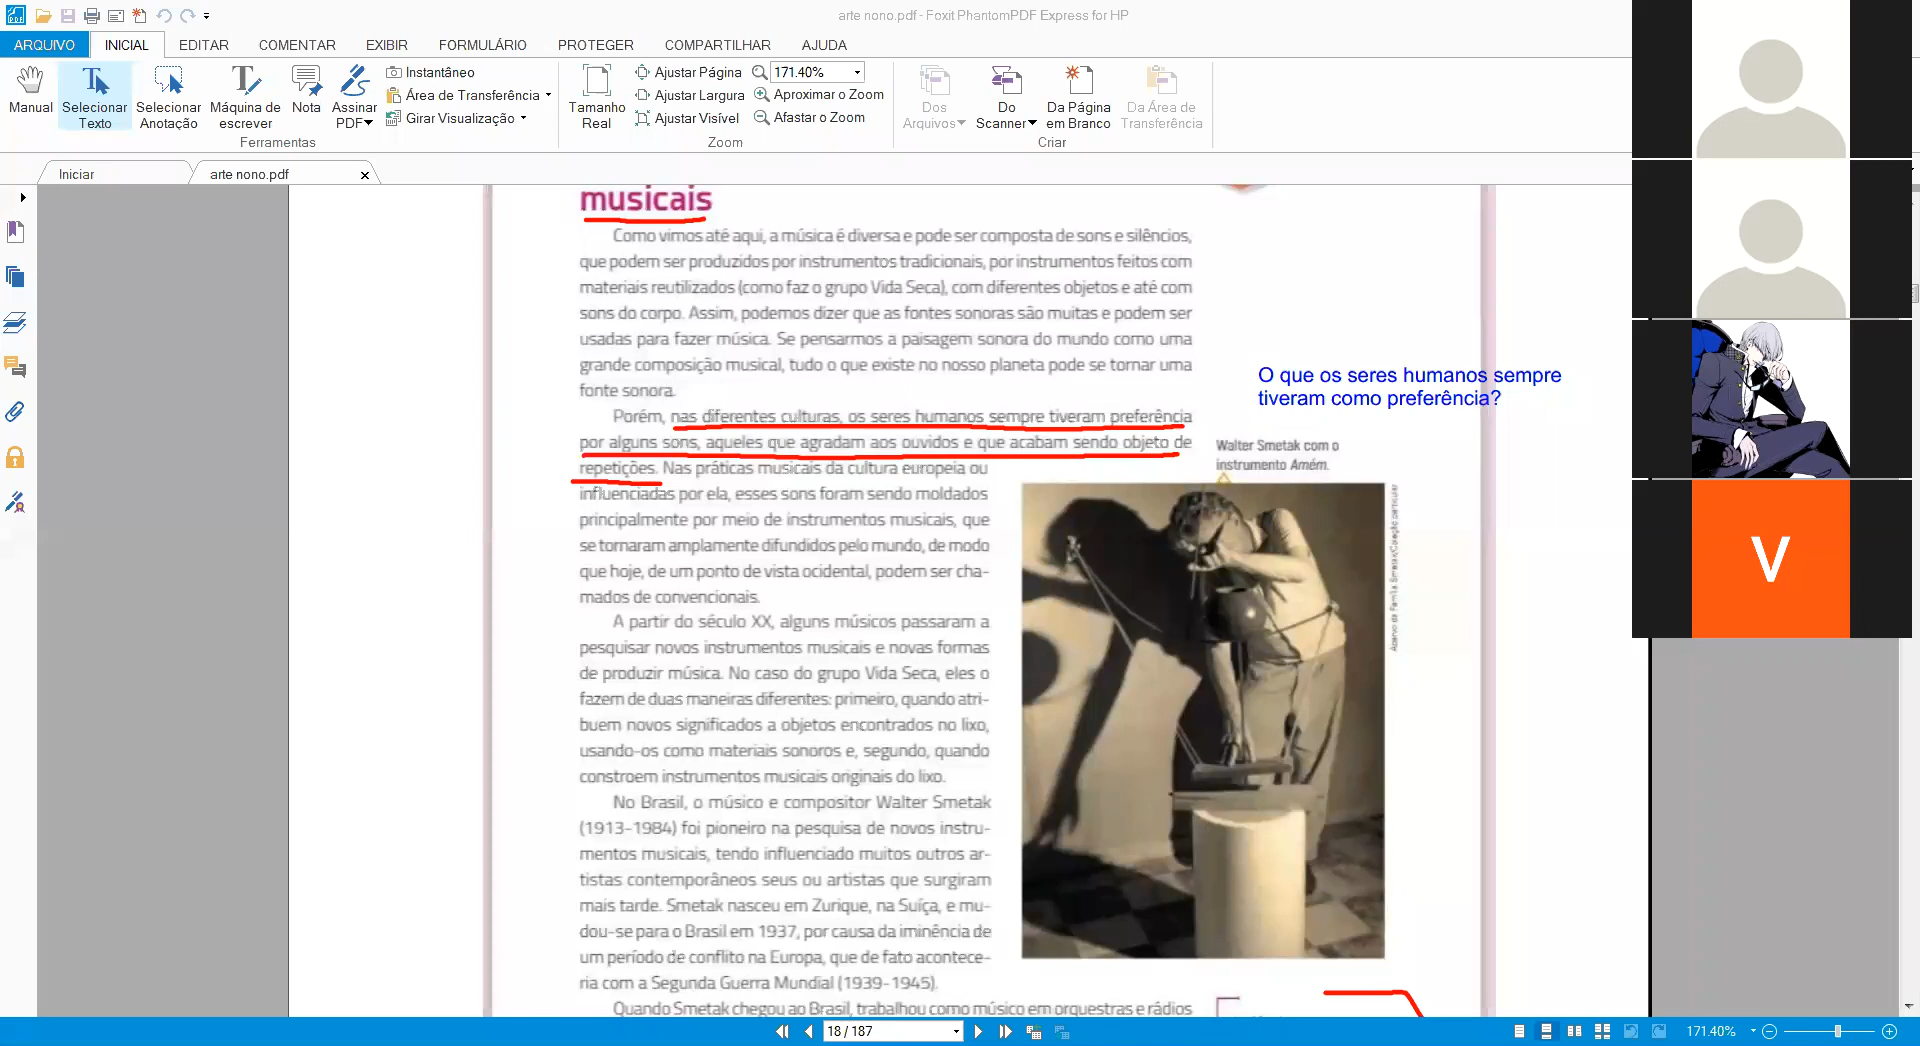 arte nono.pdf - Foxit PhantomPDF Express for HP
ARQUIVO INICIAL EDITAR COMENTAR EXIBIR FORMULÁRIO PROTEGER COMPARTILHAR AJUDA
Manual
Selecionar Texto
Selecionar Anotação
Máquina de escrever
Nota
Assinar PDF
Instantâneo
Área de Transferência
Girar Visualização
Ferramentas
Tamanho Real
Ajustar Página
Ajustar Largura
Ajustar Visível
171.40%
Aproximar o Zoom
Afastar o Zoom
Zoom
Dos Arquivos
Do Scanner
Da Página em Branco
Da Área de Transferência
Criar
Iniciar
arte nono.pdf
musicais
Como vimos até aqui, a música é diversa e pode ser composta de sons e silêncios,
que podem ser produzidos por instrumentos tradicionais, por instrumentos feitos com
materiais reutilizados (como faz o grupo Vida Seca), com diferentes objetos e até com
sons do corpo. Assim, podemos dizer que as fontes sonoras são muitas e podem ser
usadas para fazer música. Se pensarmos a paisagem sonora do mundo como uma
grande composição musical, tudo o que existe no nosso planeta pode se tornar uma
fonte sonora.
Porém, nas diferentes culturas, os seres humanos sempre tiveram preferência
por alguns sons, aqueles que agradam aos ouvidos e que acabam sendo objeto de
repetições. Nas práticas musicais da cultura europeia ou
influenciadas por ela, esses sons foram sendo moldados
principalmente por meio de instrumentos musicais, que
se tornaram amplamente difundidos pelo mundo, de modo
que hoje, de um ponto de vista ocidental, podem ser cha-
mados de convencionais.
A partir do século XX, alguns músicos passaram a
pesquisar novos instrumentos musicais e novas formas
de produzir música. No caso do grupo Vida Seca, eles o
fazem de duas maneiras diferentes: primeiro, quando atri-
buem novos significados a objetos encontrados no lixo,
usando-os como materiais sonoros e, segundo, quando
constroem instrumentos musicais originais do lixo.
No Brasil, o músico e compositor Walter Smetak
(1913-1984) foi pioneiro na pesquisa de novos instru-
mentos musicais, tendo influenciado muitos outros ar-
tistas contemporâneos seus ou artistas que surgiram
mais tarde. Smetak nasceu em Zurique, na Suíça, e mu-
dou-se para o Brasil em 1937, por causa da iminência de
um período de conflito na Europa, que de fato acontece-
ria com a Segunda Guerra Mundial (1939-1945).
Quando Smetak chegou ao Brasil, trabalhou como músico em orquestras e rádios
O que os seres humanos sempre
tiveram como preferência?
Walter Smetak com o
instrumento Amém.
Acervo da Família Smetak/Coleção particular
V
18 / 187
171.40%